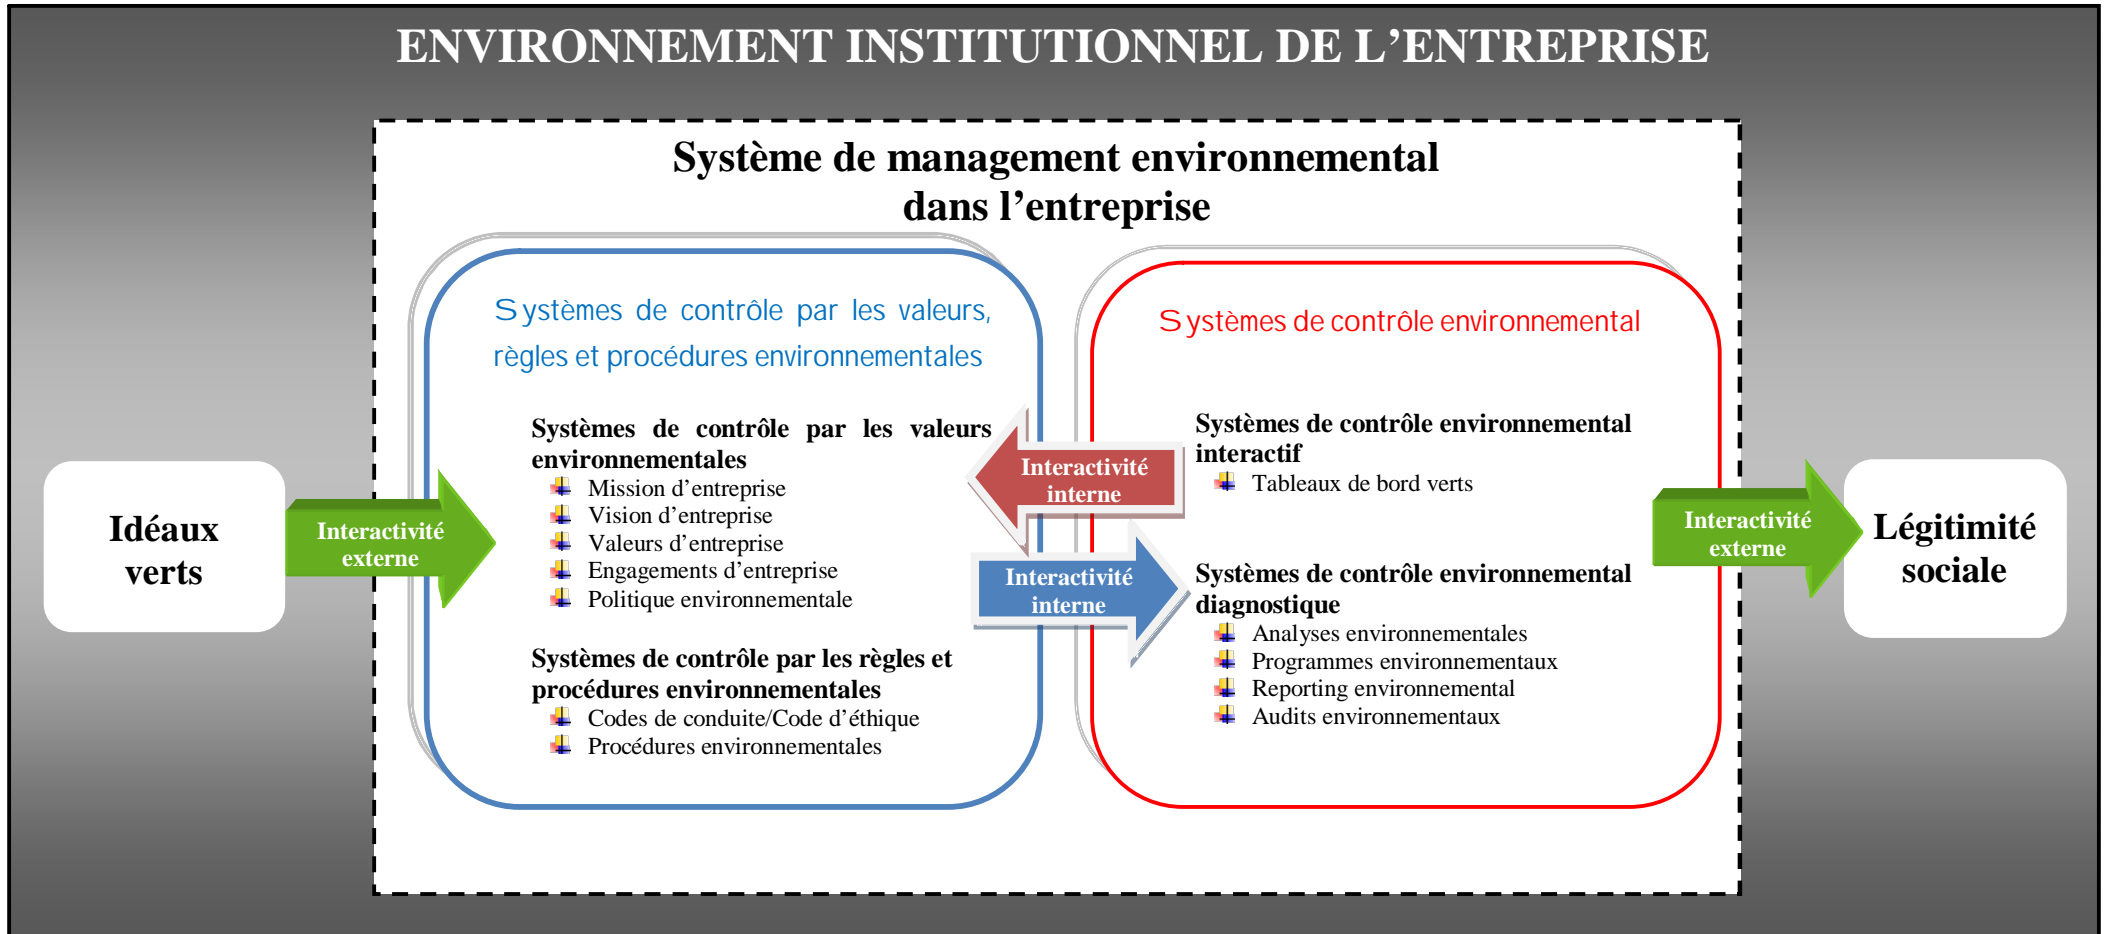 ENVIRONNEMENT INSTITUTIONNEL DE L’ENTREPRISE
Système de management environnemental
dans l’entreprise
Idéaux
verts
Interactivité
externe
Systèmes de contrôle par les valeurs,
règles et procédures environnementales
Systèmes de contrôle par les valeurs
environnementales
Mission d’entreprise
Vision d’entreprise
Valeurs d’entreprise
Engagements d’entreprise
Politique environnementale
Systèmes de contrôle par les règles et
procédures environnementales
Codes de conduite/Code d’éthique
Procédures environnementales
Interactivité
interne
Interactivité
interne
Systèmes de contrôle environnemental
Systèmes de contrôle environnemental
interactif
Tableaux de bord verts
Systèmes de contrôle environnemental
diagnostique
Analyses environnementales
Programmes environnementaux
Reporting environnemental
Audits environnementaux
Interactivité
externe
Légitimité
sociale